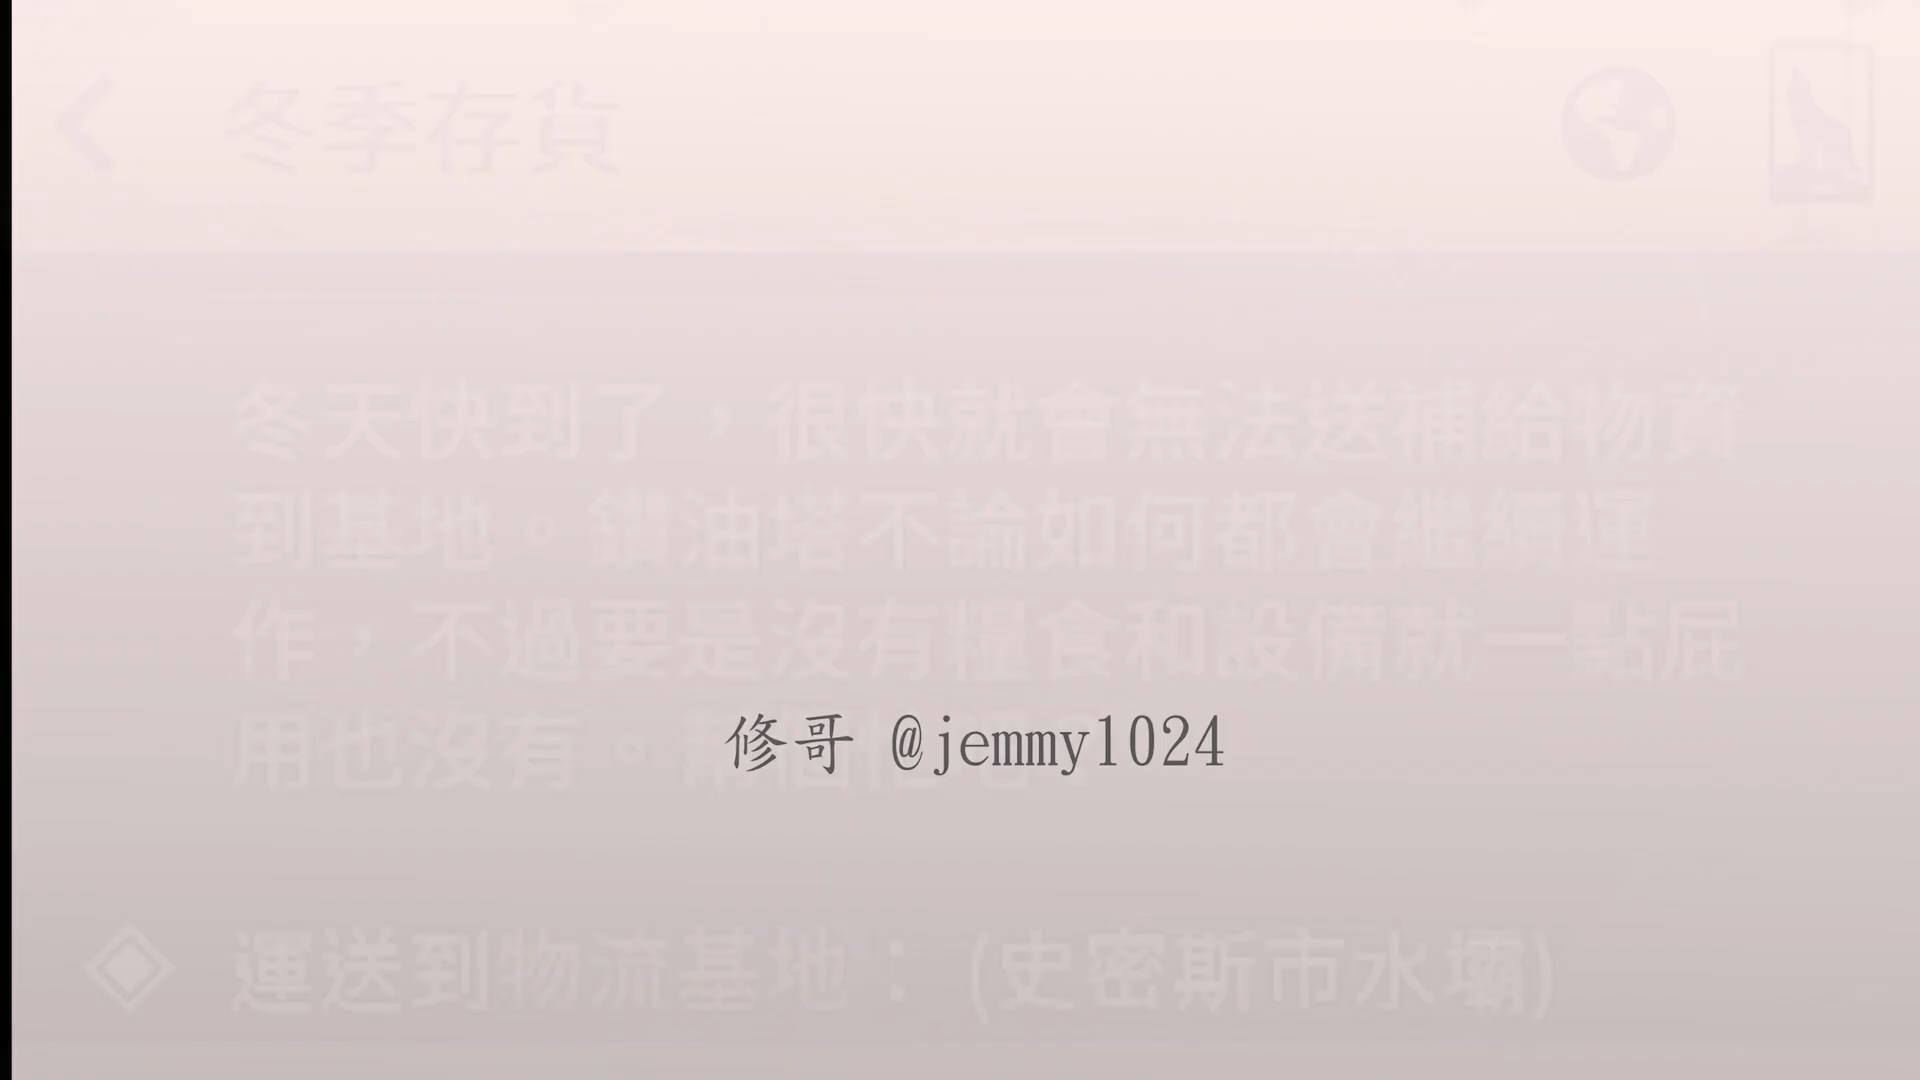 冬季存貨
冬天快到了，很快就會無法送補給物資
到基地。鑽油塔不論如何都會繼續運
作，不過要是沒有糧食和設備就一點屁
用也沒有。
修哥 @jemmy1024
運送到物流基地：(史密斯市水壩)